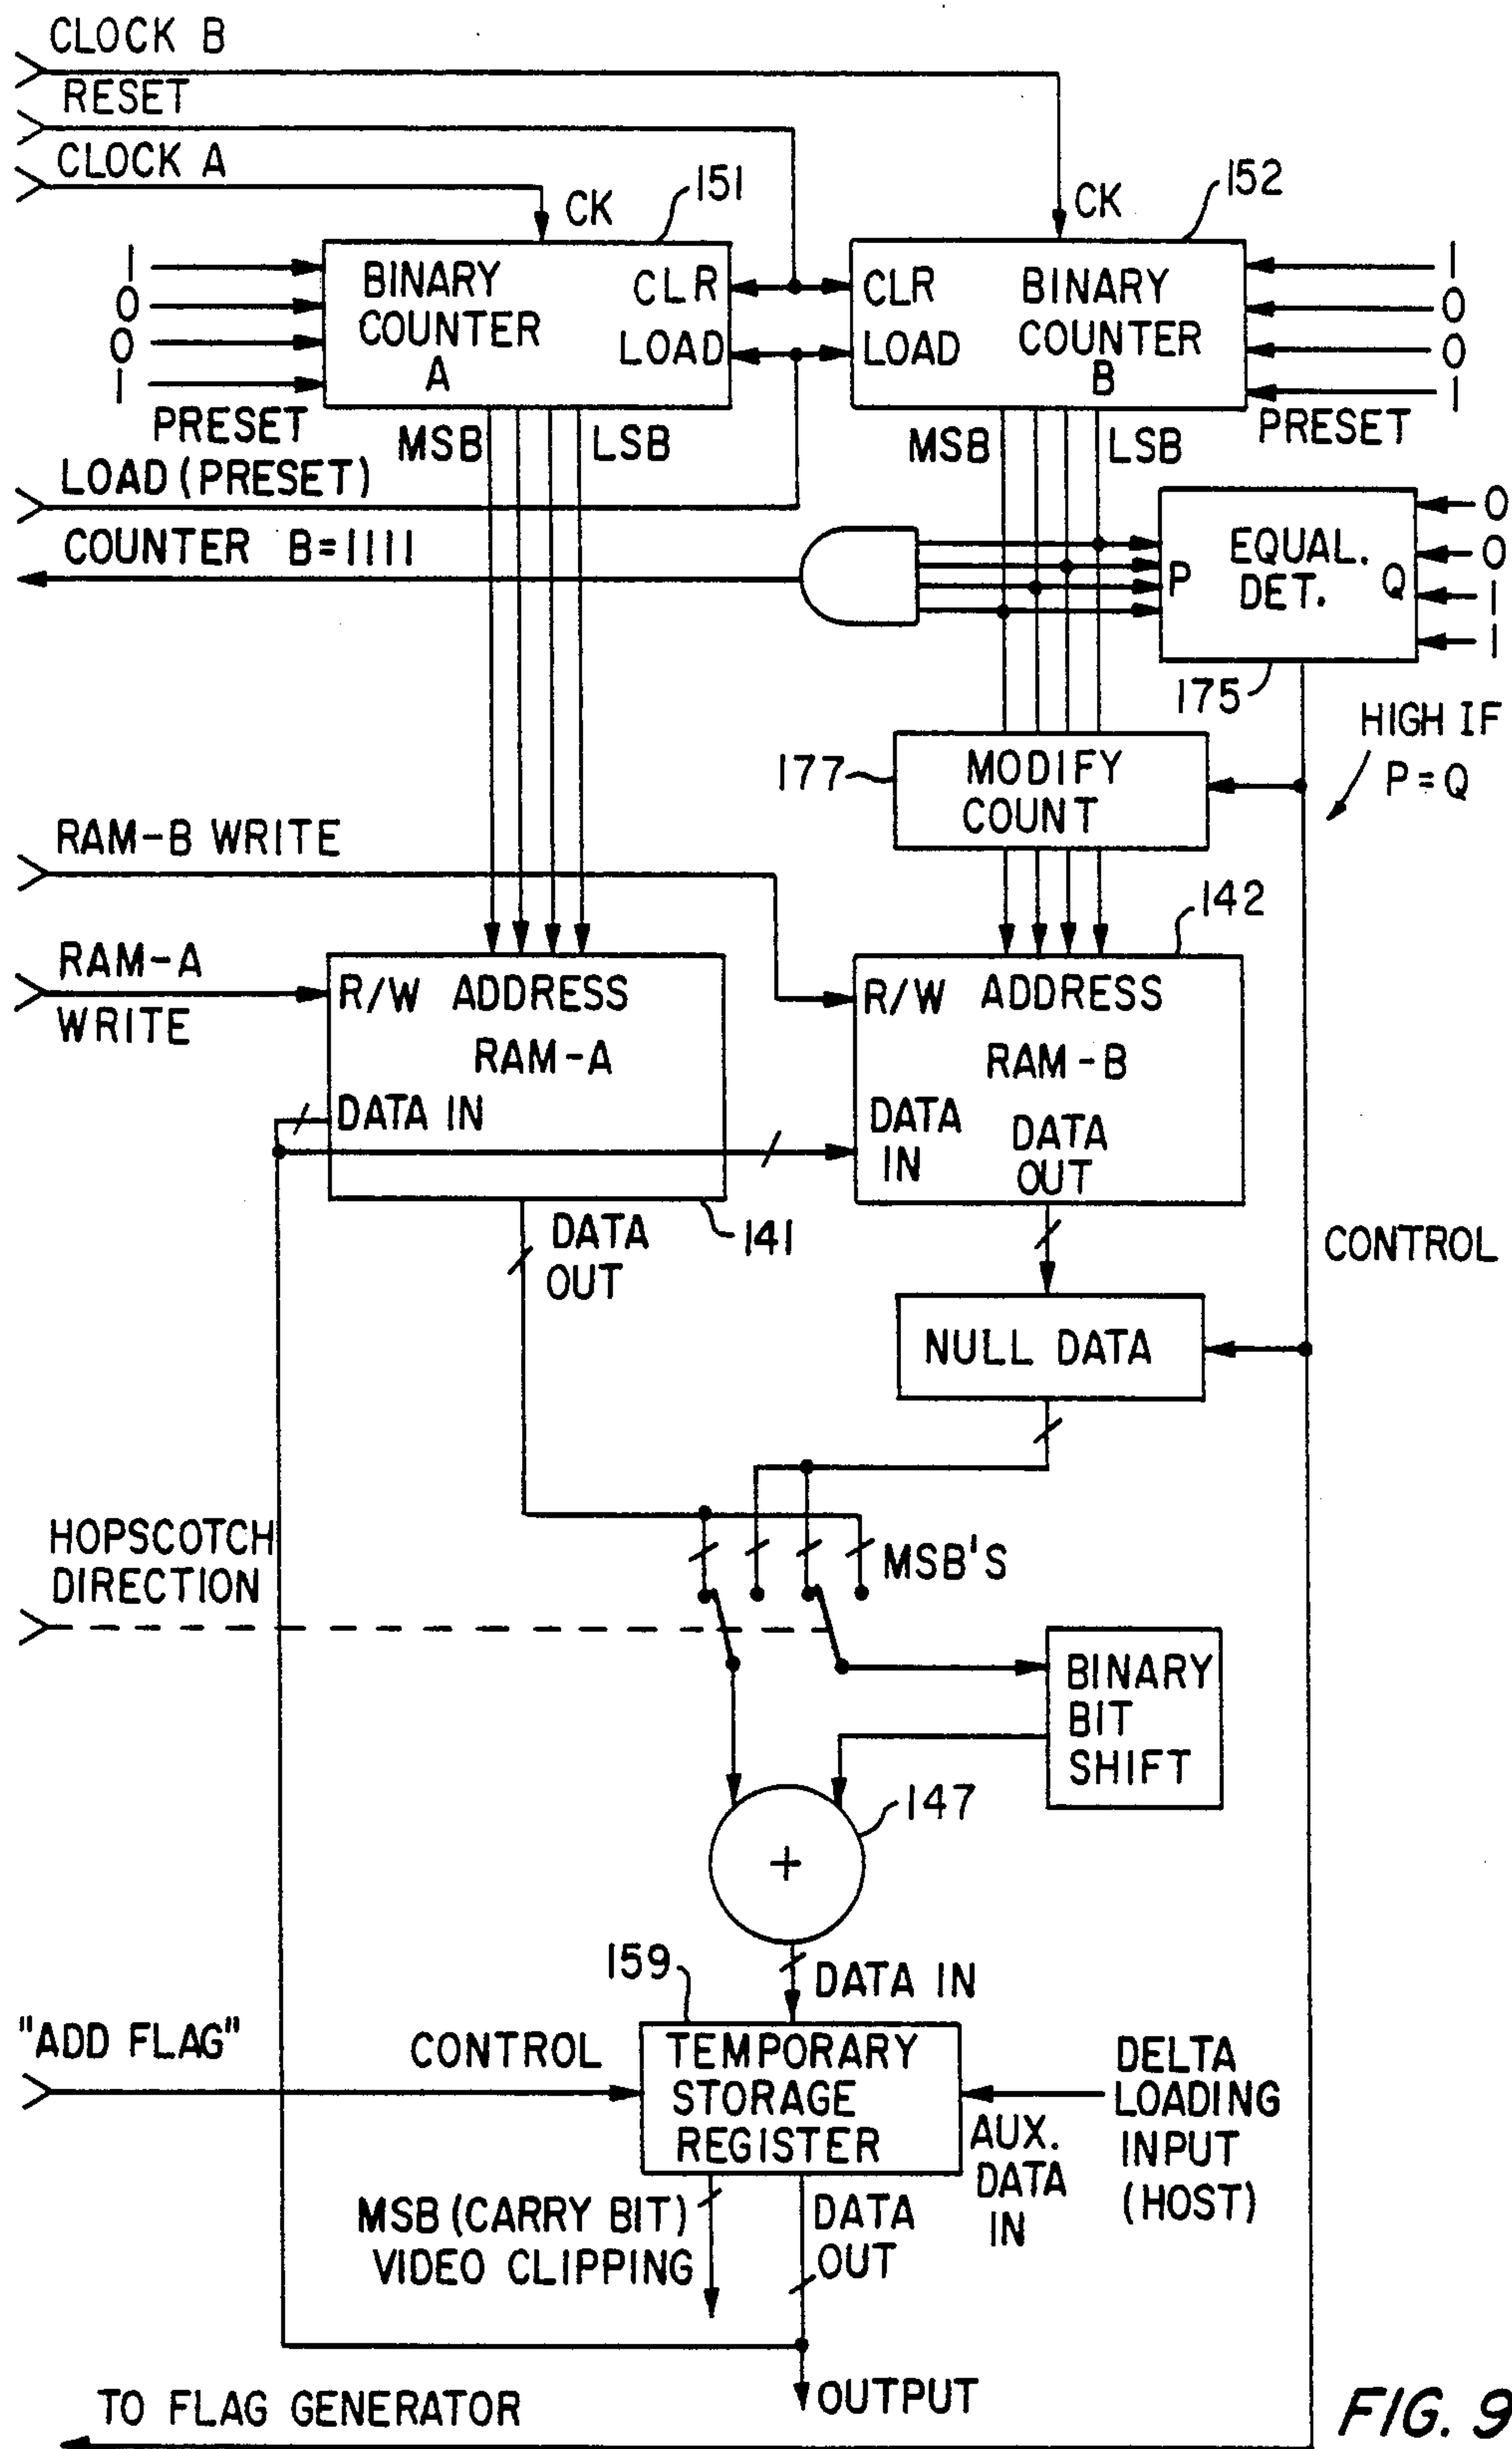 CLOCK B
RESET
CLOCK A
CK
151
CK
152
1
0
0
1
BINARY
COUNTER
A
CLR
LOAD
CLR
LOAD
BINARY
COUNTER
B
1
0
0
1
PRESET
MSB
LSB
MSB
LSB
PRESET
LOAD (PRESET)
COUNTER B=1111
P
EQUAL.
DET.
Q
0
0
1
1
175
HIGH IF
P=Q
177
MODIFY
COUNT
RAM-B WRITE
142
RAM-A
WRITE
R/W ADDRESS
RAM-A
DATA IN
R/W ADDRESS
RAM-B
DATA
IN
DATA
OUT
DATA
OUT
141
CONTROL
NULL DATA
HOPSCOTCH
DIRECTION
MSB'S
BINARY
BIT
SHIFT
147
+
159
DATA IN
"ADD FLAG"
CONTROL
TEMPORARY
STORAGE
REGISTER
DELTA
LOADING
INPUT
(HOST)
AUX.
DATA
IN
MSB (CARRY BIT)
VIDEO CLIPPING
DATA
OUT
OUTPUT
TO FLAG GENERATOR
FIG. 9